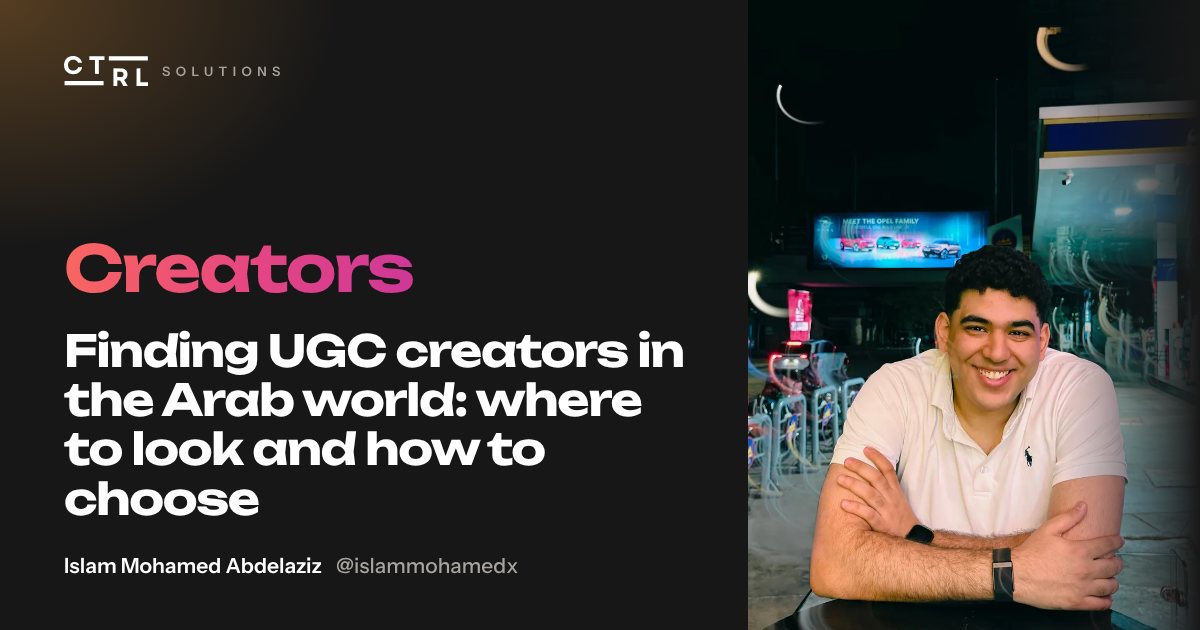 CTRL SOLUTIONS
Creators
Finding UGC creators in
the Arab world: where
to look and how to
choose
Islam Mohamed Abdelaziz @islammohamedx
MEET THE OPEL FAMILY